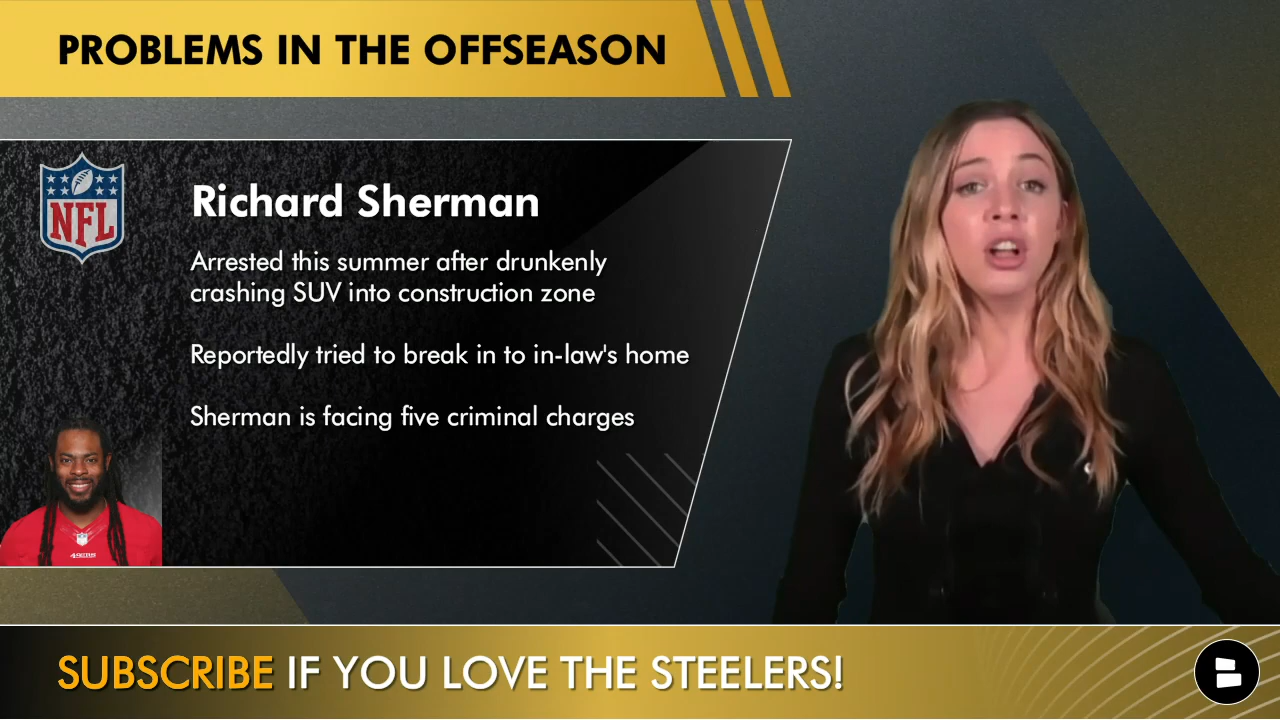 PROBLEMS IN THE OFFSEASON
NFL
Richard Sherman
Arrested this summer after drunkenly
crashing SUV into construction zone
Reportedly tried to break in to in-law's home
Sherman is facing five criminal charges
49ERS
SUBSCRIBE IF YOU LOVE THE STEELERS!